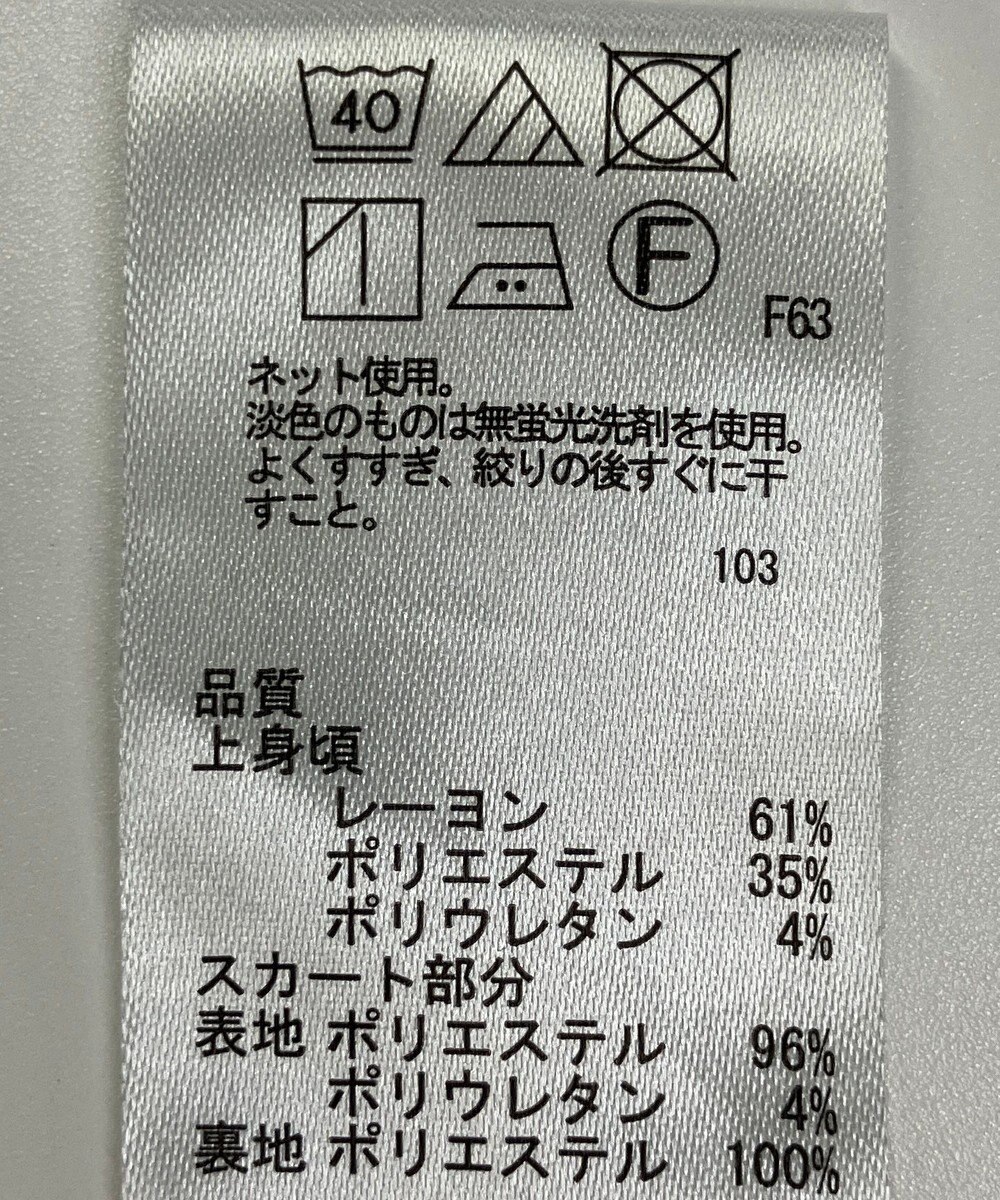 40
F
F63
ネット使用。
淡色のものは無蛍光洗剤を使用。
よくすすぎ、絞りの後すぐに干
すこと。
103
品質
上身頃
レーヨン 61%
ポリエステル 35%
ポリウレタン 4%
スカート部分
表地 ポリエステル 96%
ポリウレタン 4%
裏地 ポリエステル 100%